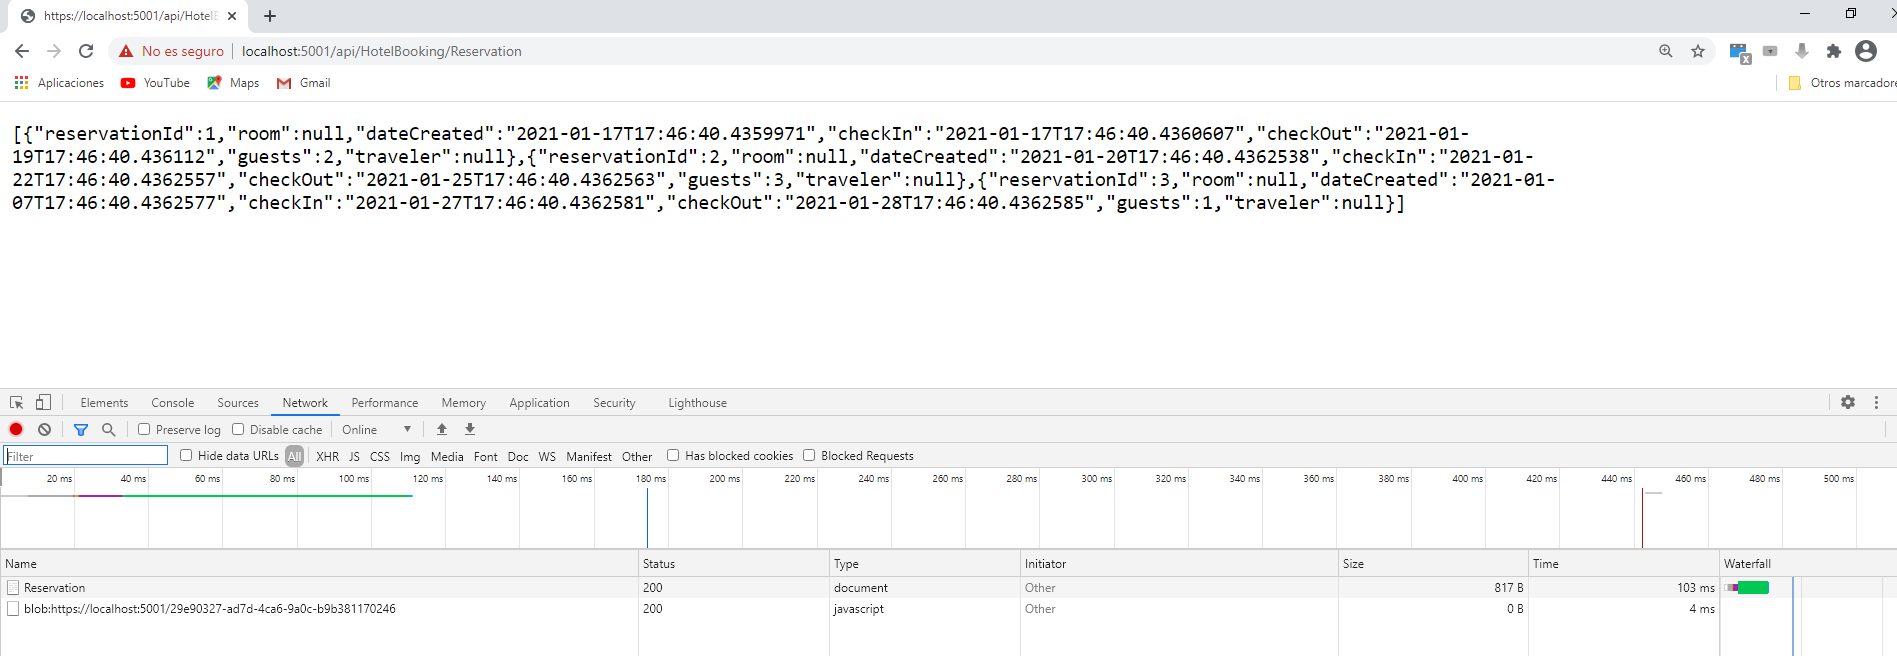 https://localhost:5001/api/HotelB
No es seguro localhost:5001/api/HotelBooking/Reservation
Aplicaciones YouTube Maps Gmail Otros marcadore
[{"reservationId":1,"room":null,"dateCreated":"2021-01-17T17:46:40.4359971","checkIn":"2021-01-17T17:46:40.4360607","checkOut":"2021-01-
19T17:46:40.436112","guests":2,"traveler":null},{"reservationId":2,"room":null,"dateCreated":"2021-01-20T17:46:40.4362538","checkIn":"2021-01-
22T17:46:40.4362557","checkOut":"2021-01-25T17:46:40.4362563","guests":3,"traveler":null},{"reservationId":3,"room":null,"dateCreated":"2021-01-
07T17:46:40.4362577","checkIn":"2021-01-27T17:46:40.4362581","checkOut":"2021-01-28T17:46:40.4362585","guests":1,"traveler":null}]
Elements Console Sources Network Performance Memory Application Security Lighthouse
Preserve log Disable cache Online
Filter Hide data URLs All XHR JS CSS Img Media Font Doc WS Manifest Other Has blocked cookies Blocked Requests
20 ms 40 ms 60 ms 80 ms 100 ms 120 ms 140 ms 160 ms 180 ms 200 ms 220 ms 240 ms 260 ms 280 ms 300 ms 320 ms 340 ms 360 ms 380 ms 400 ms 420 ms 440 ms 460 ms 480 ms 500 ms
Name Status Type Initiator Size Time Waterfall
Reservation 200 document Other 817 B 103 ms
blob:https://localhost:5001/29e90327-ad7d-4ca6-9a0c-b9b381170246 200 javascript Other 0 B 4 ms